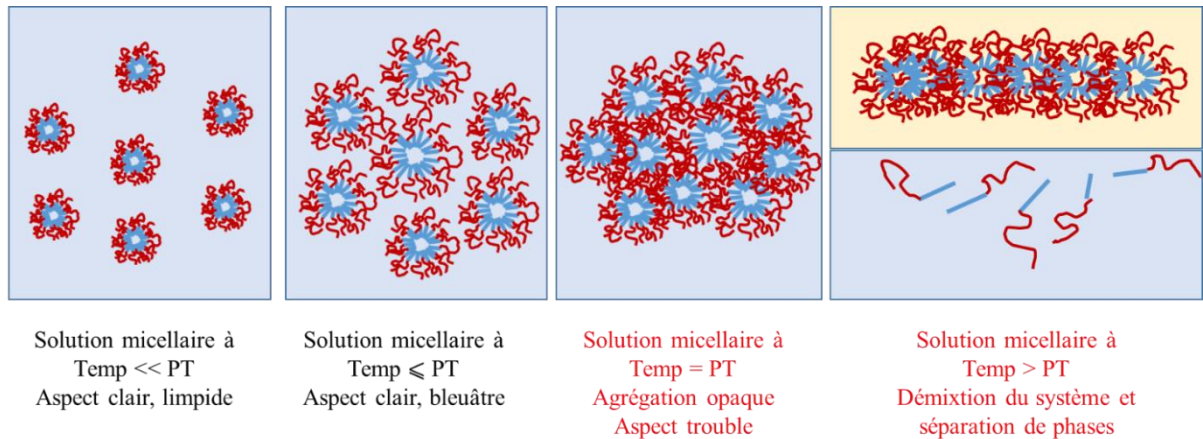 Solution micellaire à
Temp << PT
Aspect clair, limpide
Solution micellaire à
Temp ⩽ PT
Aspect clair, bleuâtre
Solution micellaire à
Temp = PT
Agrégation opaque
Aspect trouble
Solution micellaire à
Temp > PT
Démixtion du système et
séparation de phases